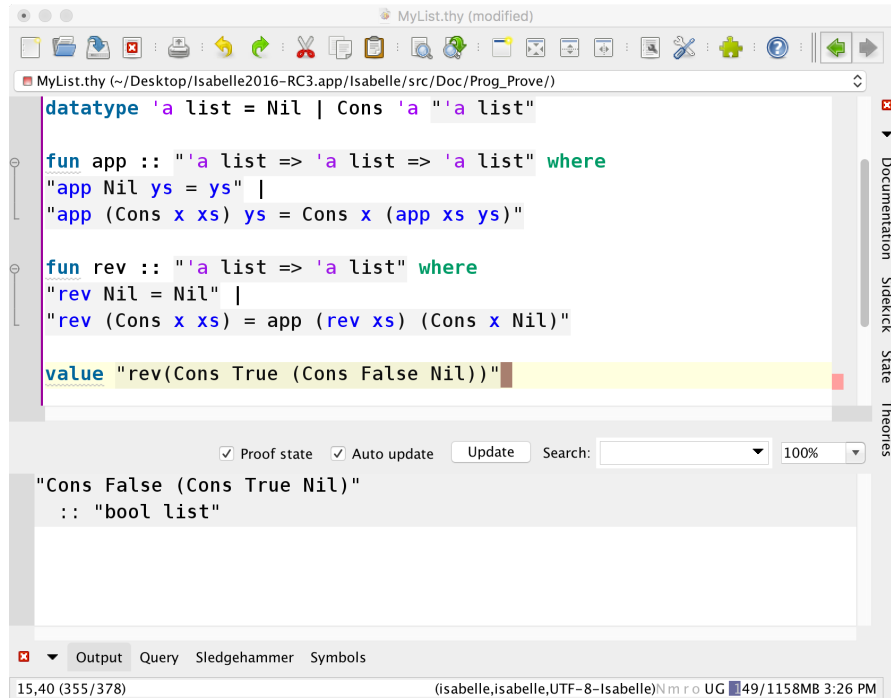 MyList.thy (modified)
MyList.thy (~/Desktop/Isabelle2016-RC3.app/Isabelle/src/Doc/Prog_Prove/)
datatype 'a list = Nil | Cons 'a "'a list"
fun app :: "'a list => 'a list => 'a list" where
"app Nil ys = ys" |
"app (Cons x xs) ys = Cons x (app xs ys)"
fun rev :: "'a list => 'a list" where
"rev Nil = Nil" |
"rev (Cons x xs) = app (rev xs) (Cons x Nil)"
value "rev(Cons True (Cons False Nil))"
Documentation
Sidekick
State
Theories
Proof state Auto update Update Search: 100%
"Cons False (Cons True Nil)"
:: "bool list"
Output Query Sledgehammer Symbols
15,40 (355/378) (isabelle,isabelle,UTF-8-Isabelle)N m r o UG 149/1158MB 3:26 PM